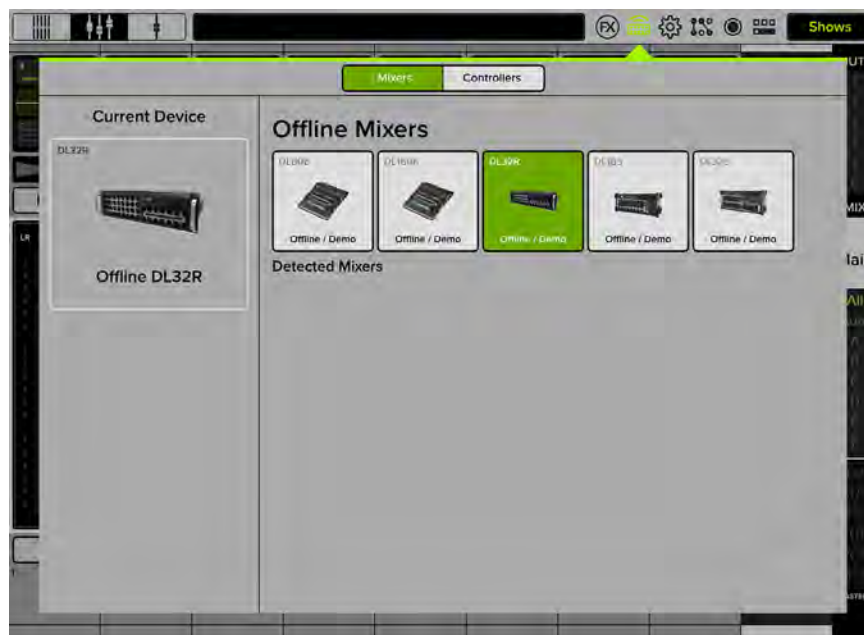 FX
Shows
Mixers
Controllers
Current Device
DL32R
Offline DL32R
Offline Mixers
Offline / Demo
DL32R
Offline / Demo
Offline / Demo
Offline / Demo
Offline / Demo
Detected Mixers
LR